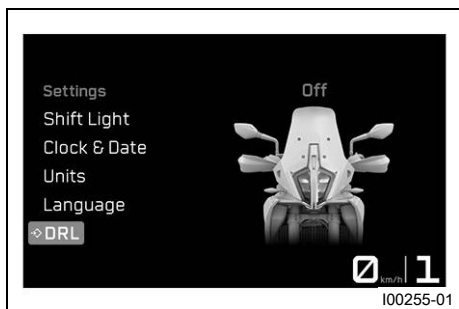 Settings
Off
Shift Light
Clock & Date
Units
Language
DRL
0 km/h 1
I00255-01